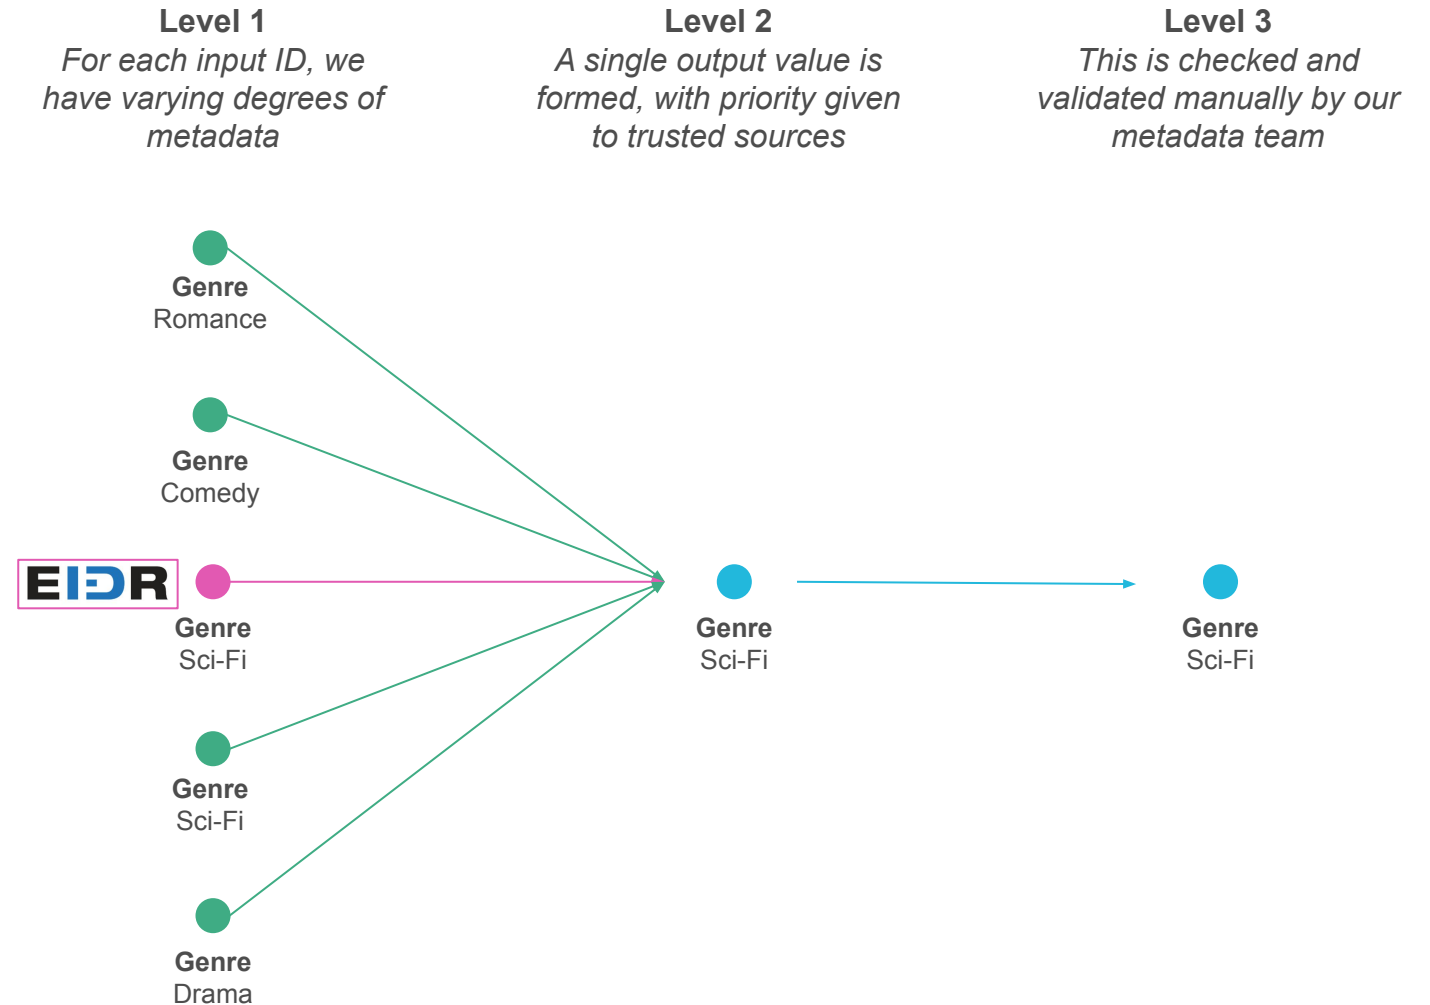 Level 1
For each input ID, we
have varying degrees of
metadata
Level 2
A single output value is
formed, with priority given
to trusted sources
Level 3
This is checked and
validated manually by our
metadata team
Genre
Romance
Genre
Comedy
EIDR
Genre
Sci-Fi
Genre
Sci-Fi
Genre
Sci-Fi
Genre
Sci-Fi
Genre
Drama